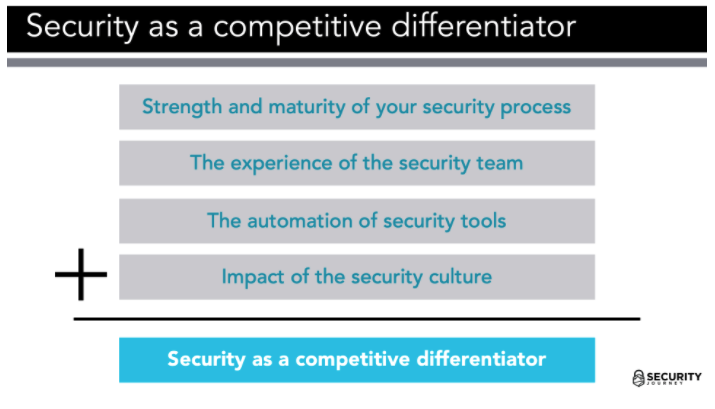 Security as a competitive differentiator
Strength and maturity of your security process
The experience of the security team
The automation of security tools
+
Impact of the security culture
Security as a competitive differentiator
SECURITY
JOURNEY